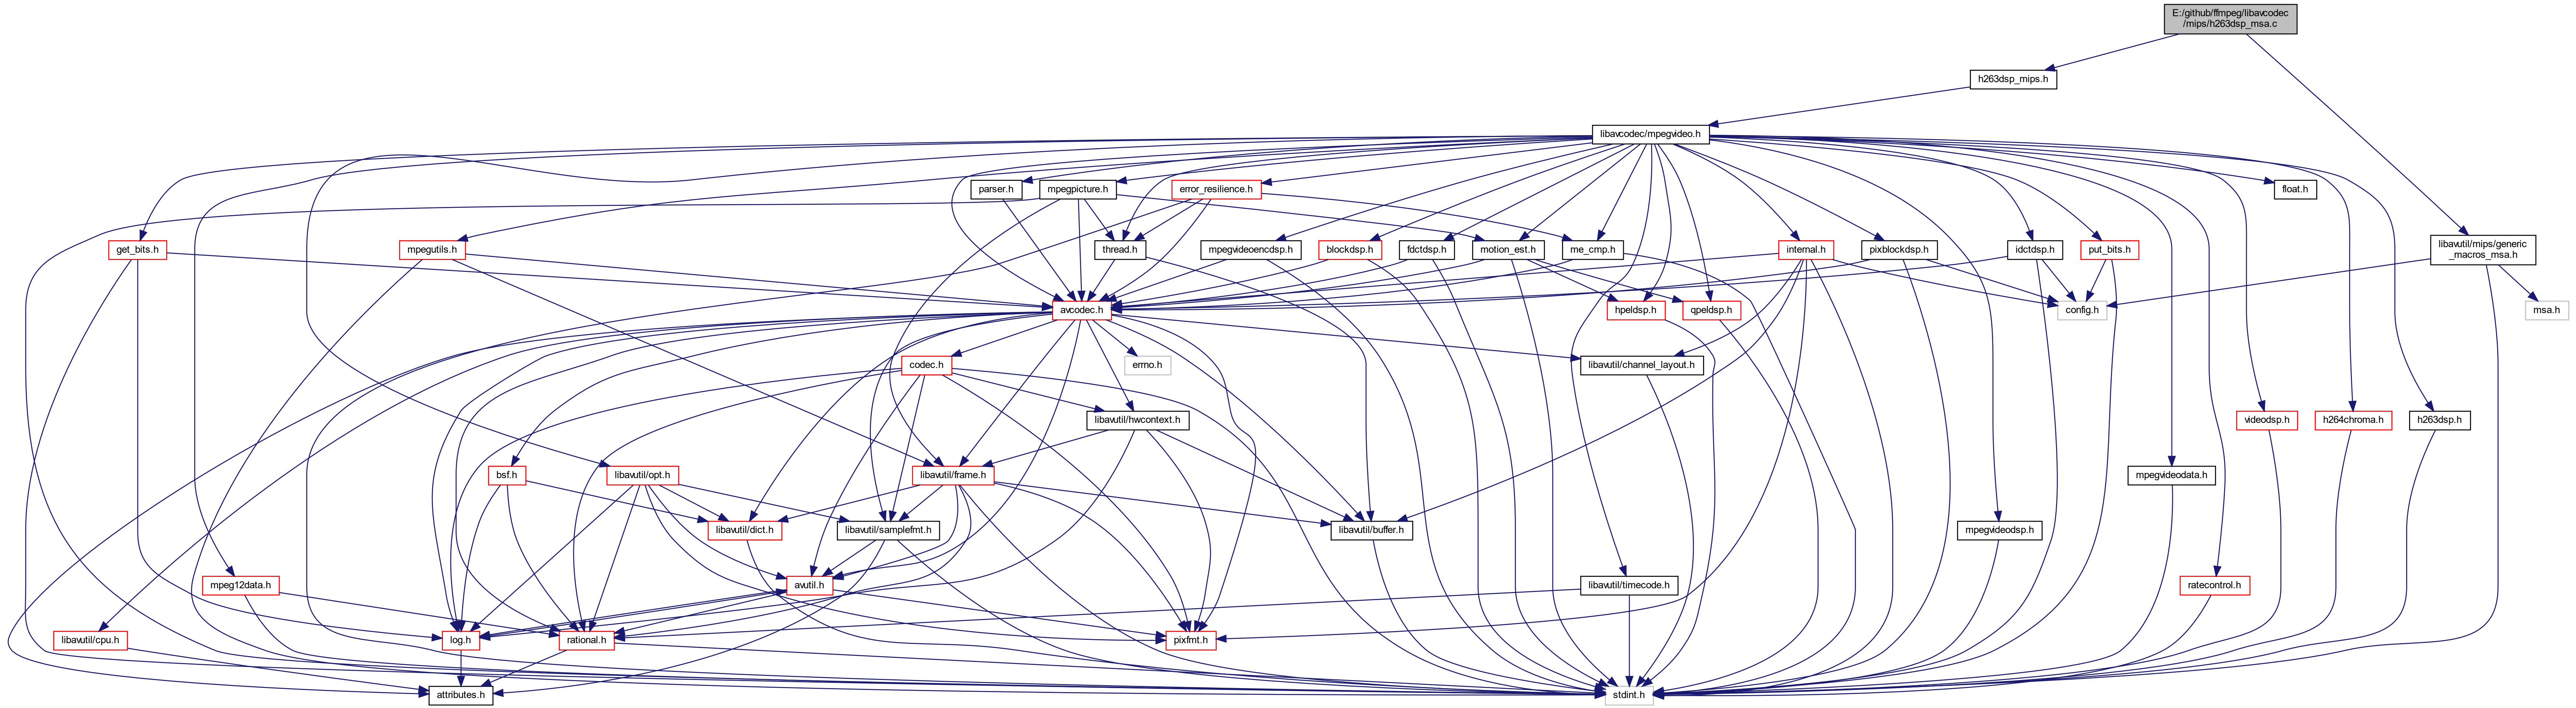 E:/github/ffmpeg/libavcodec
/mips/h263dsp_msa.c
h263dsp_mips.h
libavcodec/mpegvideo.h
parser.h
mpegpicture.h
error_resilience.h
float.h
get_bits.h
mpegutils.h
thread.h
mpegvideoencdsp.h
blockdsp.h
fdctdsp.h
motion_est.h
me_cmp.h
internal.h
pixblockdsp.h
idctdsp.h
put_bits.h
libavutil/mips/generic
_macros_msa.h
avcodec.h
hpeldsp.h
qpeldsp.h
config.h
msa.h
codec.h
errno.h
libavutil/channel_layout.h
libavutil/hwcontext.h
videodsp.h
h264chroma.h
h263dsp.h
bsf.h
libavutil/opt.h
libavutil/frame.h
mpegvideodata.h
libavutil/dict.h
libavutil/samplefmt.h
libavutil/buffer.h
mpegvideodsp.h
mpeg12data.h
avutil.h
libavutil/timecode.h
ratecontrol.h
libavutil/cpu.h
log.h
rational.h
pixfmt.h
attributes.h
stdint.h